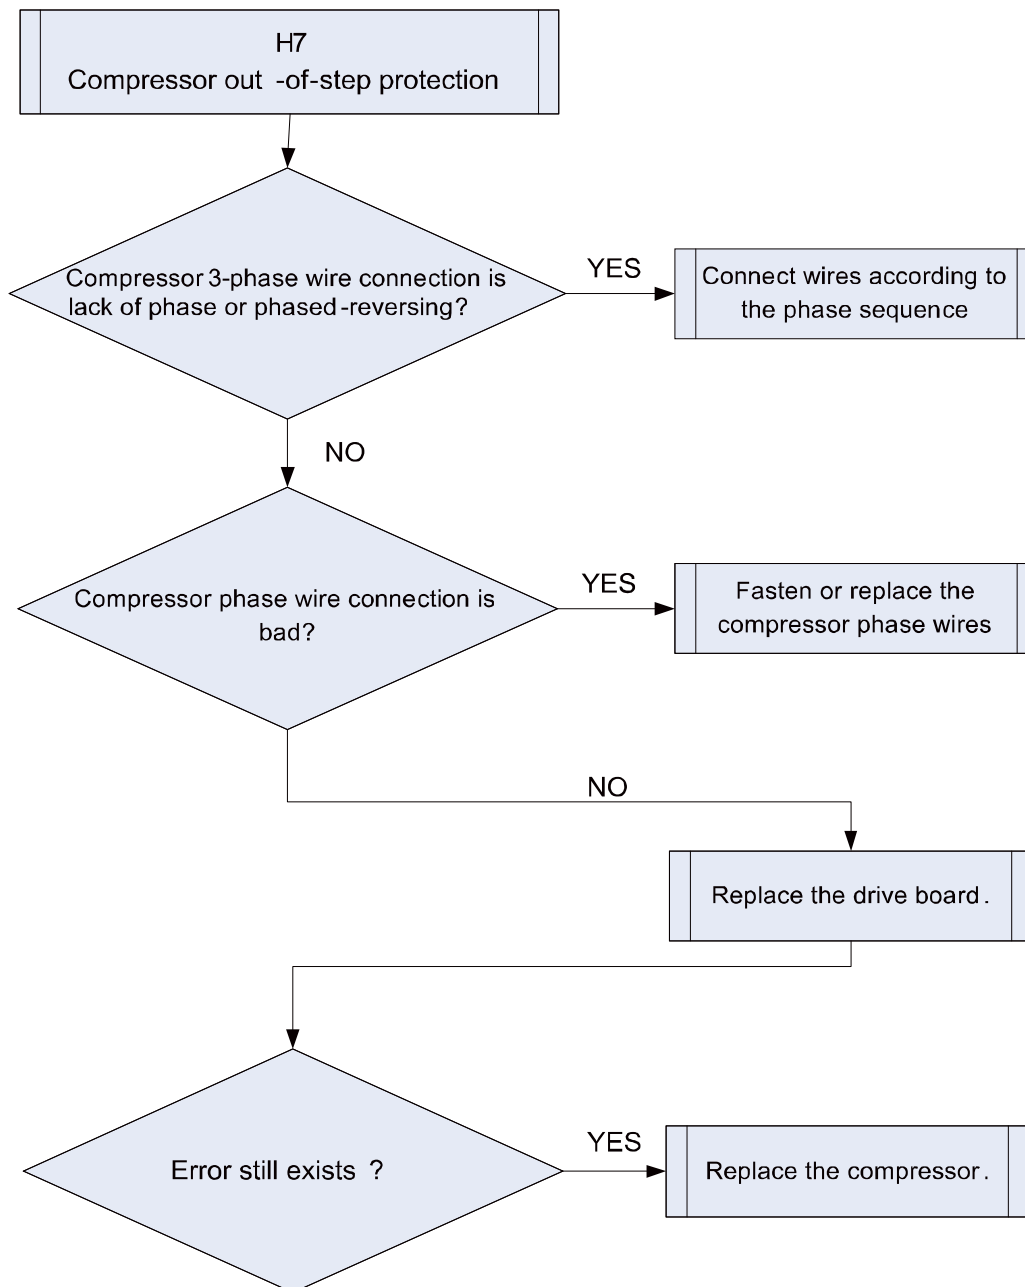 H7
Compressor out -of-step protection
Compressor 3-phase wire connection is
lack of phase or phased-reversing?
YES
Connect wires according to
the phase sequence
NO
Compressor phase wire connection is
bad?
YES
Fasten or replace the
compressor phase wires
NO
Replace the drive board.
Error still exists ?
YES
Replace the compressor.